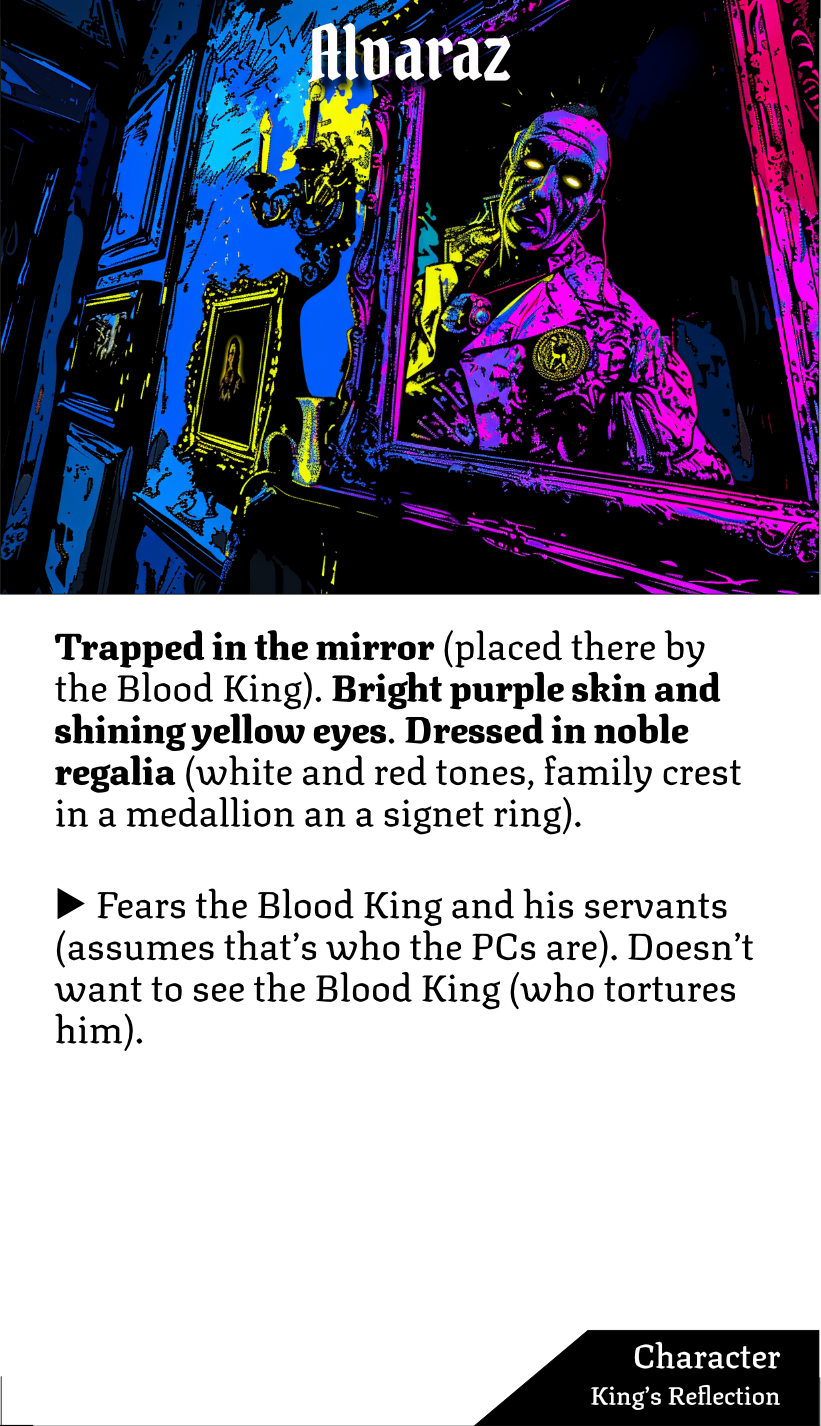 Alvaraz
Trapped in the mirror (placed there by
the Blood King). Bright purple skin and
shining yellow eyes. Dressed in noble
regalia (white and red tones, family crest
in a medallion an a signet ring).
▶ Fears the Blood King and his servants
(assumes that’s who the PCs are). Doesn’t
want to see the Blood King (who tortures
him).
Character
King’s Reflection